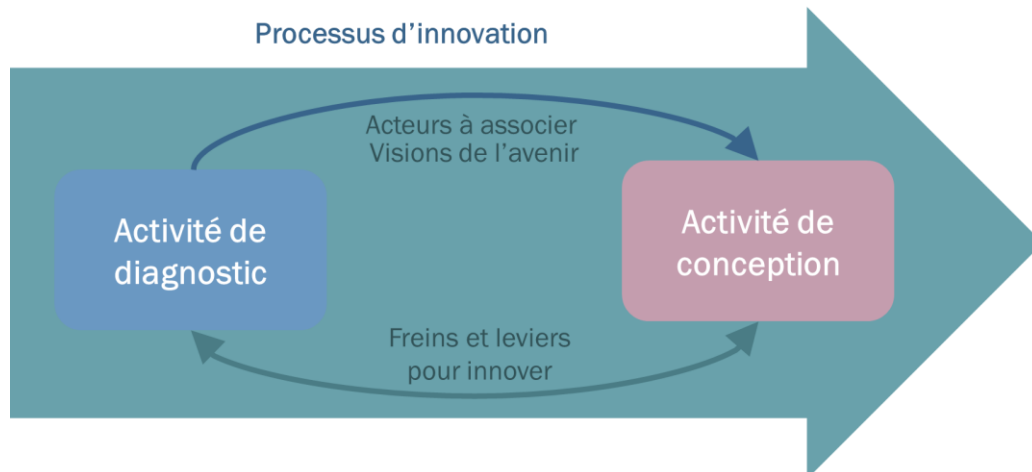 Processus d’innovation
Acteurs à associer
Visions de l’avenir
Activité de
diagnostic
Activité de
conception
Freins et leviers
pour innover